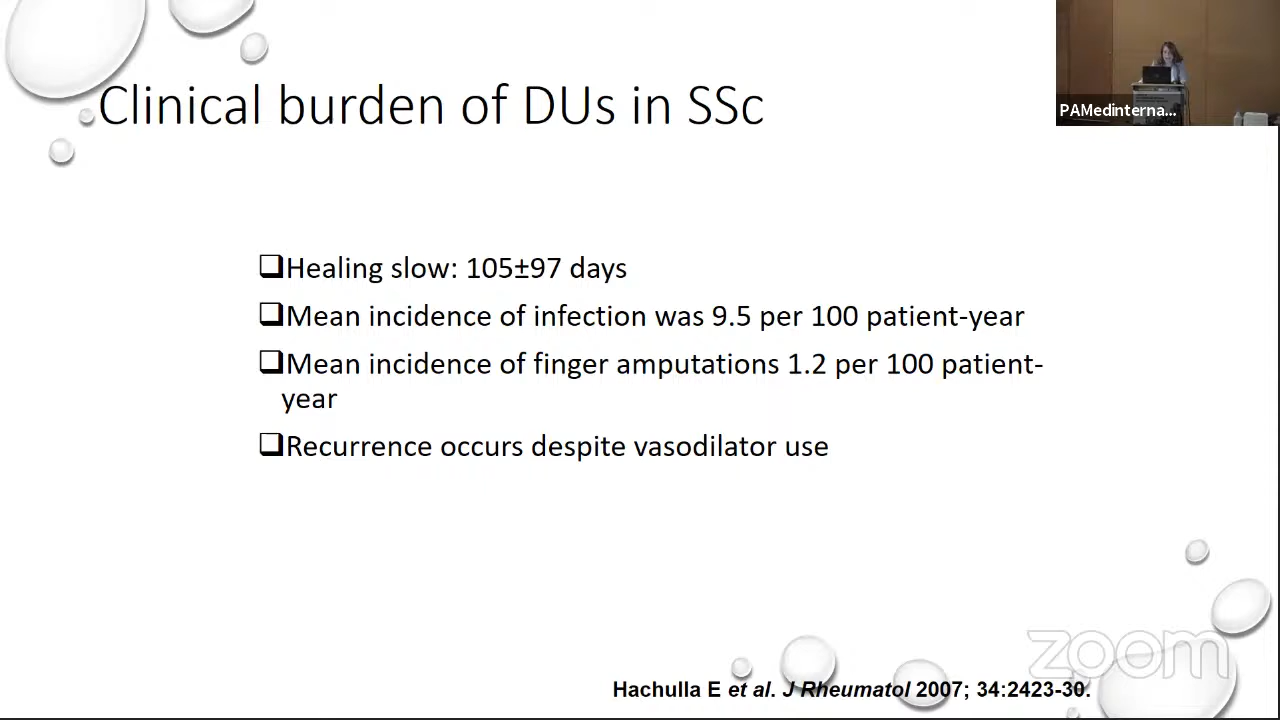 Clinical burden of DUs in SSc
PAMedinterna...
Healing slow: 105±97 days
Mean incidence of infection was 9.5 per 100 patient-year
Mean incidence of finger amputations 1.2 per 100 patient-
year
Recurrence occurs despite vasodilator use
zoom
Hachulla E et al. J Rheumatol 2007; 34:2423-30.